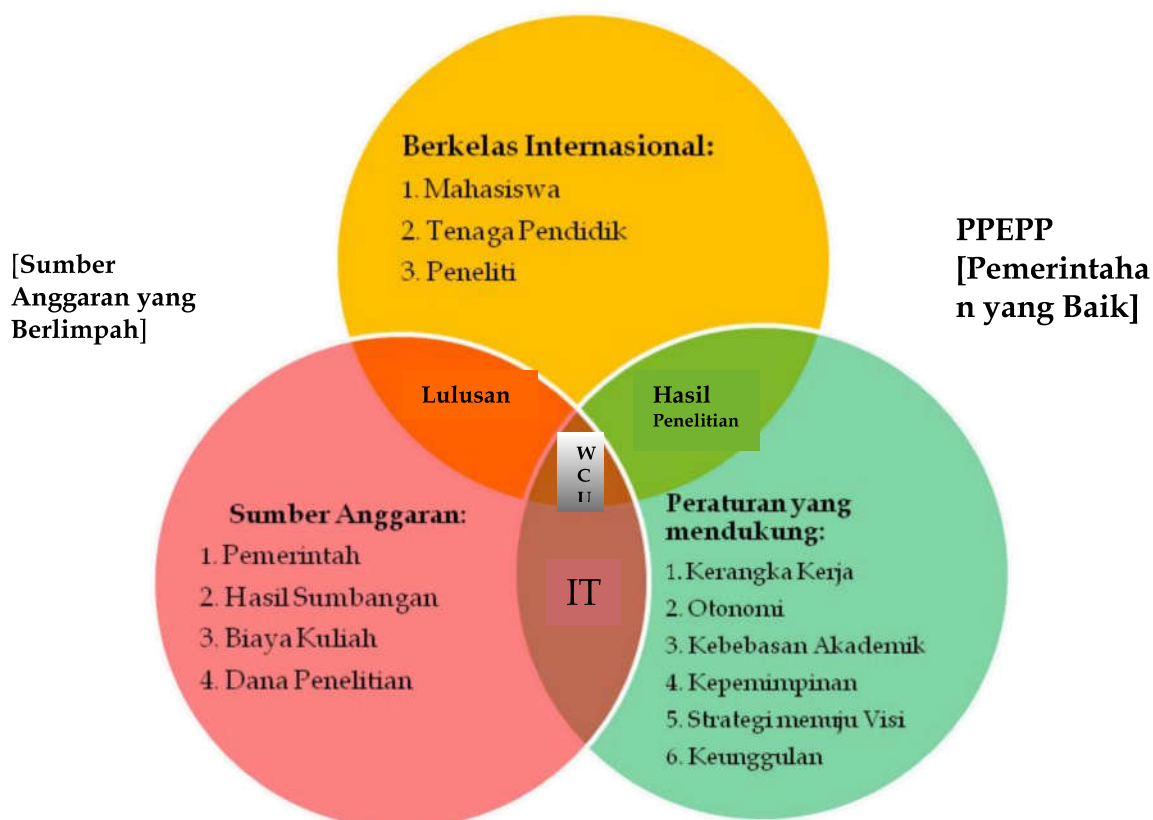 Berkelas Internasional:
1. Mahasiswa
2. Tenaga Pendidik
3. Peneliti
[Sumber
Anggaran yang
Berlimpah]
PPEPP
[Pemerintaha
n yang Baik]
Lulusan
Hasil
Penelitian
W
C
U
Sumber Anggaran:
1. Pemerintah
2. Hasil Sumbangan
3. Biaya Kuliah
4. Dana Penelitian
IT
Peraturan yang
mendukung:
1. Kerangka Kerja
2. Otonomi
3. Kebebasan Akademik
4. Kepemimpinan
5. Strategi menuju Visi
6. Keunggulan